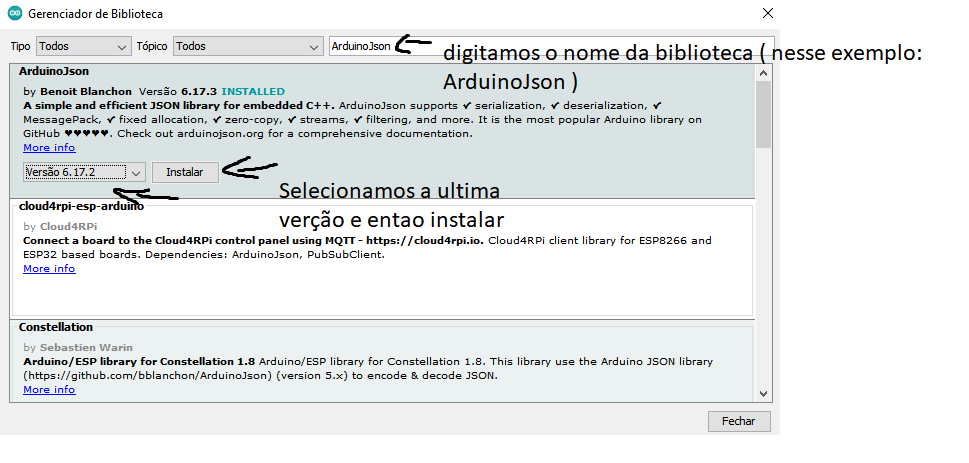 Gerenciador de Biblioteca
Tipo Todos Tópico Todos ArduinoJson
digitamos o nome da biblioteca ( nesse exemplo:
ArduinoJson )
ArduinoJson
by Benoit Blanchon Versão 6.17.3 INSTALLED
A simple and efficient JSON library for embedded C++. ArduinoJson supports ✔ serialization, ✔ deserialization, ✔
MessagePack, ✔ fixed allocation, ✔ zero-copy, ✔ streams, ✔ filtering, and more. It is the most popular Arduino library on
GitHub ♥♥♥♥♥. Check out arduinojson.org for a comprehensive documentation.
More info
Versão 6.17.2 Instalar
Selecionamos a ultima
verção e entao instalar
cloud4rpi-esp-arduino
by Cloud4RPi
Connect a board to the Cloud4RPi control panel using MQTT - https://cloud4rpi.io. Cloud4RPi client library for ESP8266 and
ESP32 based boards. Dependencies: ArduinoJson, PubSubClient.
More info
Constellation
by Sebastien Warin
Arduino/ESP library for Constellation 1.8 Arduino/ESP library for Constellation 1.8. This library use the Arduino JSON library
(https://github.com/bblanchon/ArduinoJson) (version 5.x) to encode & decode JSON.
More info
Fechar